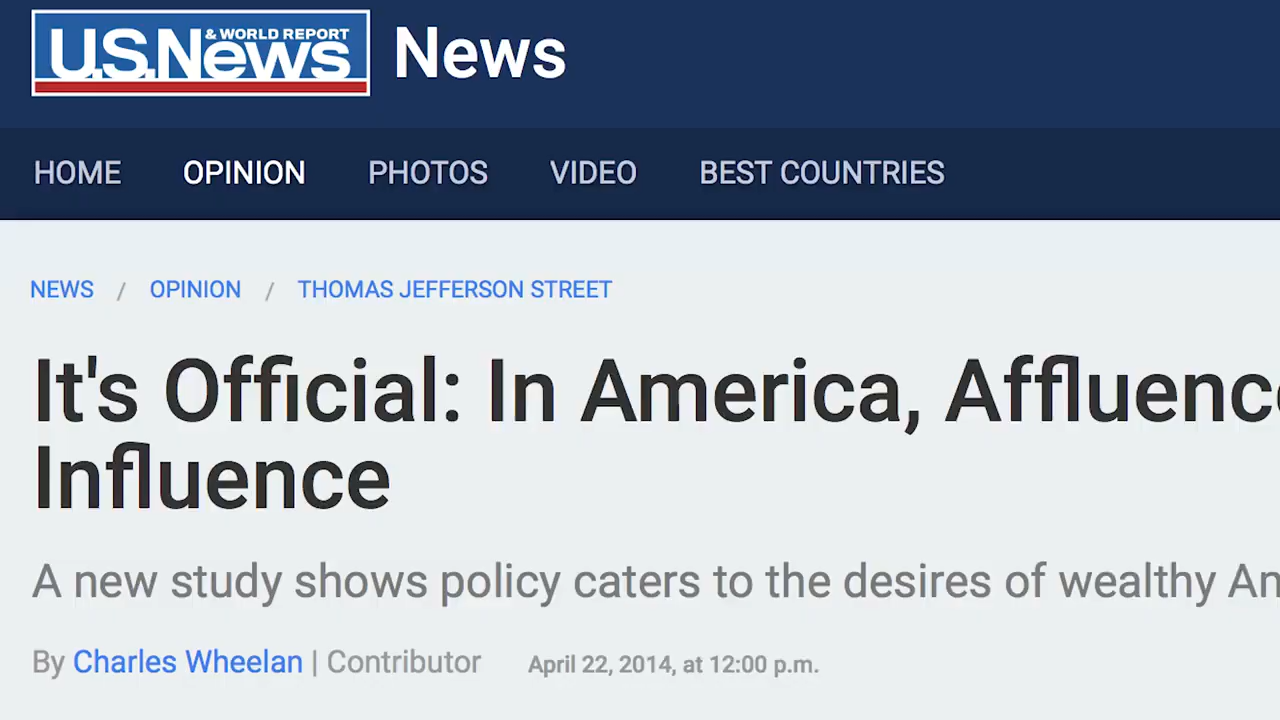 U.S. News & WORLD REPORT News
HOME OPINION PHOTOS VIDEO BEST COUNTRIES
NEWS / OPINION / THOMAS JEFFERSON STREET
It's Official: In America, Affluenc
Influence
A new study shows policy caters to the desires of wealthy
By Charles Wheelan | Contributor April 22, 2014, at 12:00 p.m.